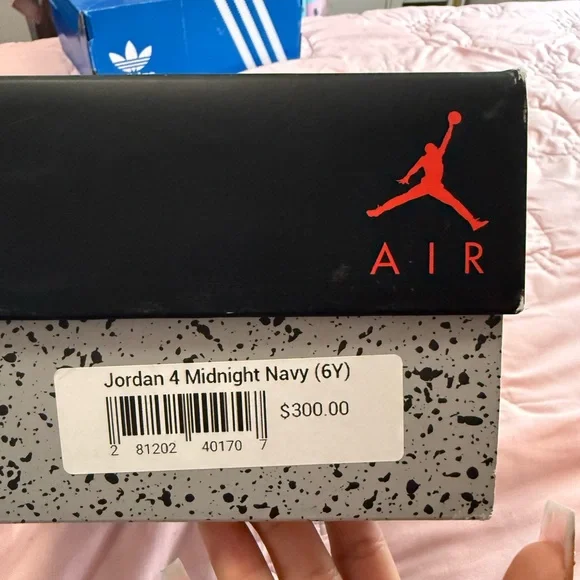 AIR
Jordan 4 Midnight Navy (6Y)
$300.00
2 81202 40170 7